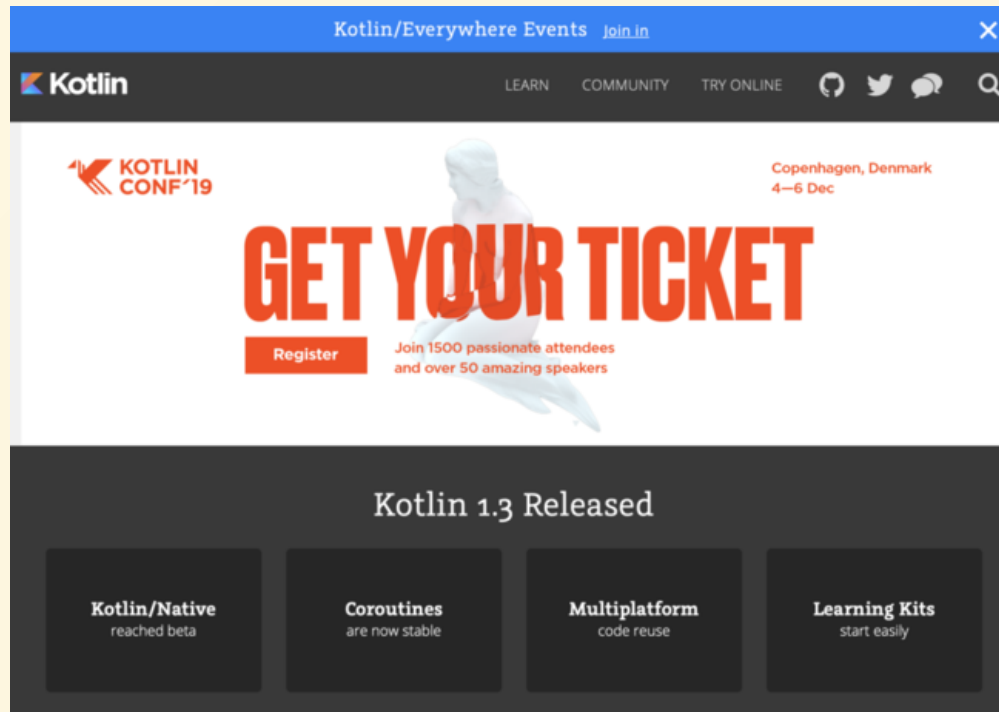 Kotlin/Everywhere Events Join in
Kotlin
LEARN COMMUNITY TRY ONLINE
KOTLIN
CONF´19
Copenhagen, Denmark
4—6 Dec
GET YOUR TICKET
Register
Join 1500 passionate attendees
and over 50 amazing speakers
Kotlin 1.3 Released
Kotlin/Native
reached beta
Coroutines
are now stable
Multiplatform
code reuse
Learning Kits
start easily